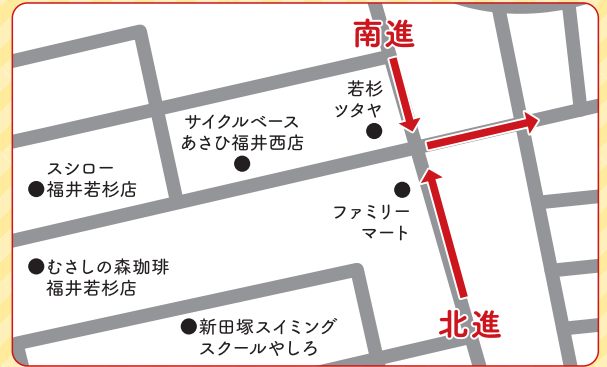 南進
若杉
ツタヤ
サイクルベース
あさひ福井西店
スシロー
福井若杉店
ファミリー
マート
むさしの森珈琲
福井若杉店
新田塚スイミング
スクールやしろ
北進